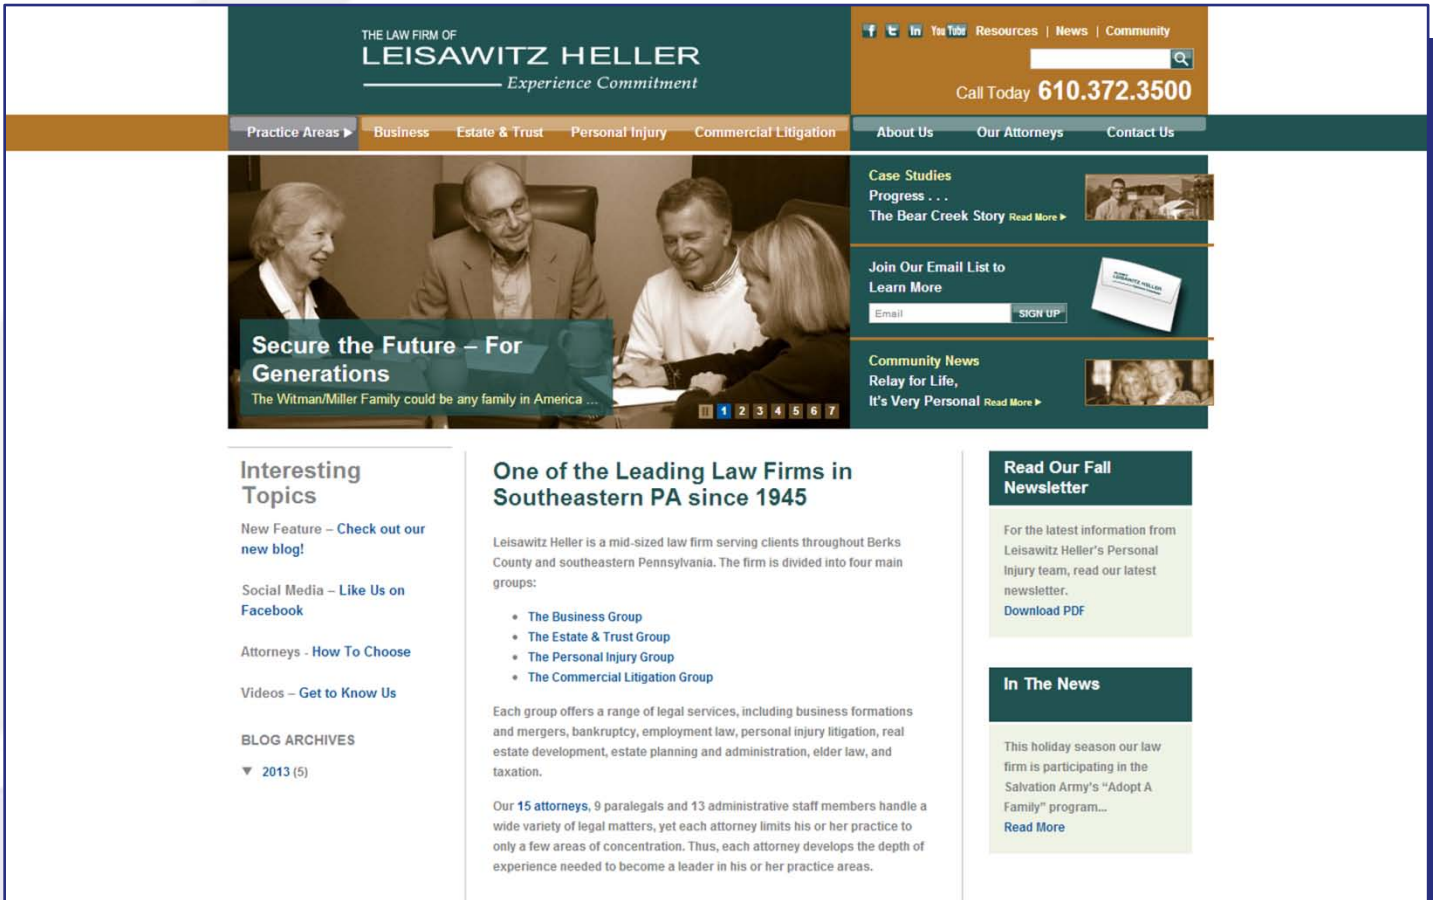 THE LAW FIRM OF
LEISAWITZ HELLER
Experience Commitment
f t in YouTube Resources | News | Community
Call Today 610.372.3500
Practice Areas ▶ Business Estate & Trust Personal Injury Commercial Litigation About Us Our Attorneys Contact Us
Secure the Future – For
Generations
The Witman/Miller Family could be any family in America ...
1 2 3 4 5 6 7
Case Studies
Progress . . .
The Bear Creek Story Read More ▶
Join Our Email List to
Learn More
Email SIGN UP
LEISAWITZ HELLER
Community News
Relay for Life,
It's Very Personal Read More ▶
Interesting
Topics
New Feature – Check out our
new blog!
Social Media – Like Us on
Facebook
Attorneys - How To Choose
Videos – Get to Know Us
BLOG ARCHIVES
▼ 2013 (5)
One of the Leading Law Firms in
Southeastern PA since 1945
Leisawitz Heller is a mid-sized law firm serving clients throughout Berks
County and southeastern Pennsylvania. The firm is divided into four main
groups:
• The Business Group
• The Estate & Trust Group
• The Personal Injury Group
• The Commercial Litigation Group
Each group offers a range of legal services, including business formations
and mergers, bankruptcy, employment law, personal injury litigation, real
estate development, estate planning and administration, elder law, and
taxation.
Our 15 attorneys, 9 paralegals and 13 administrative staff members handle a
wide variety of legal matters, yet each attorney limits his or her practice to
only a few areas of concentration. Thus, each attorney develops the depth of
experience needed to become a leader in his or her practice areas.
Read Our Fall
Newsletter
For the latest information from
Leisawitz Heller's Personal
Injury team, read our latest
newsletter.
Download PDF
In The News
This holiday season our law
firm is participating in the
Salvation Army's “Adopt A
Family” program...
Read More